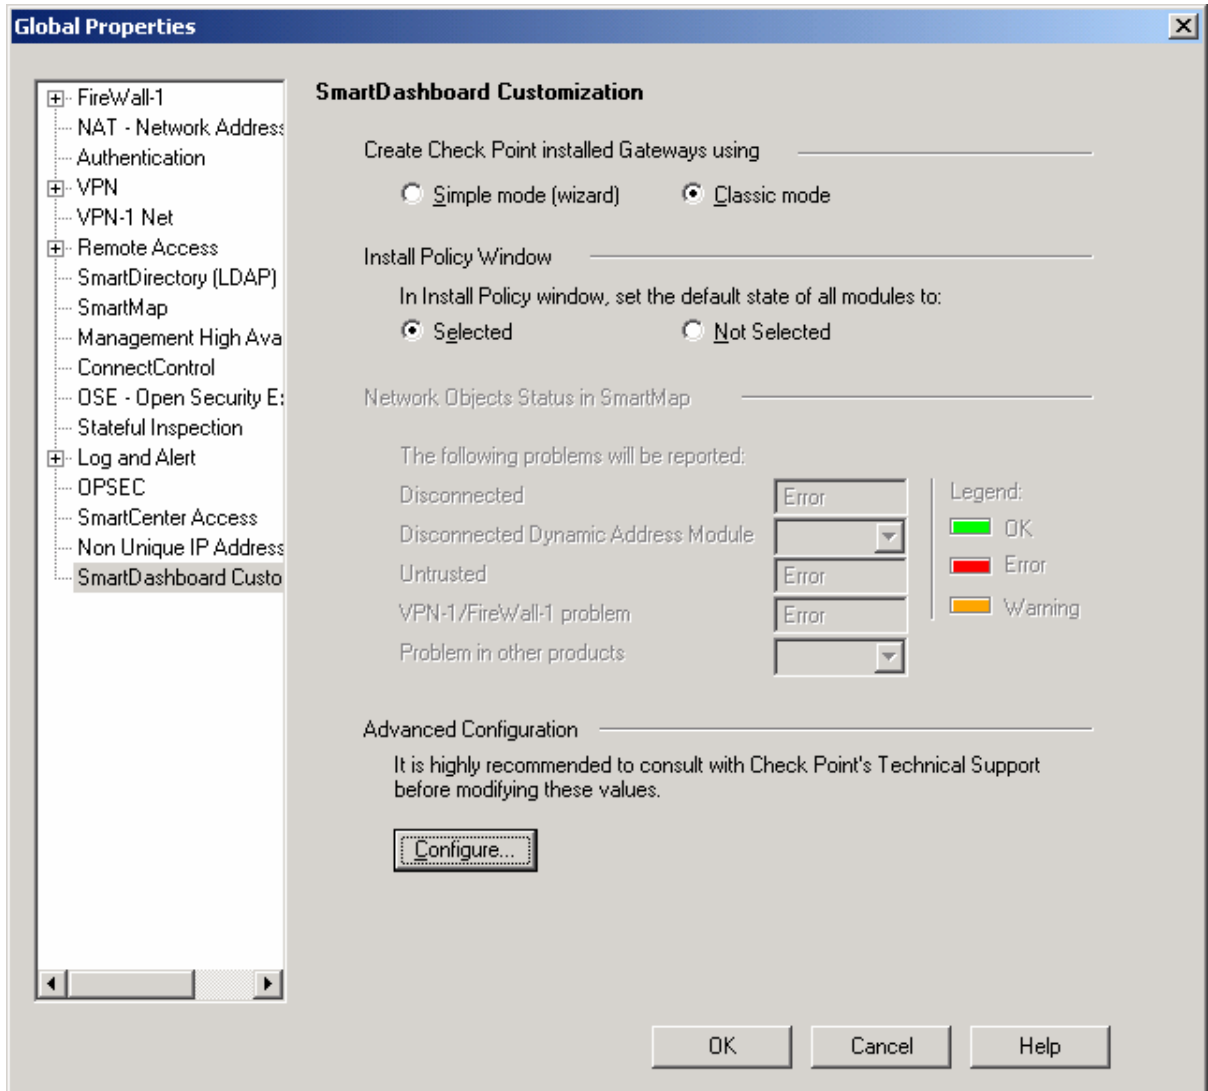 Global Properties
FireWall-1
NAT - Network Address
Authentication
VPN
VPN-1 Net
Remote Access
SmartDirectory (LDAP)
SmartMap
Management High Ava
ConnectControl
OSE - Open Security E
Stateful Inspection
Log and Alert
OPSEC
SmartCenter Access
Non Unique IP Address
SmartDashboard Custo
SmartDashboard Customization
Create Check Point installed Gateways using
Simple mode (wizard) Classic mode
Install Policy Window
In Install Policy window, set the default state of all modules to:
Selected Not Selected
Network Objects Status in SmartMap
The following problems will be reported:
Disconnected Error
Disconnected Dynamic Address Module
Untrusted Error
VPN-1/FireWall-1 problem Error
Problem in other products
Legend:
OK
Error
Warning
Advanced Configuration
It is highly recommended to consult with Check Point's Technical Support
before modifying these values.
Configure...
OK Cancel Help